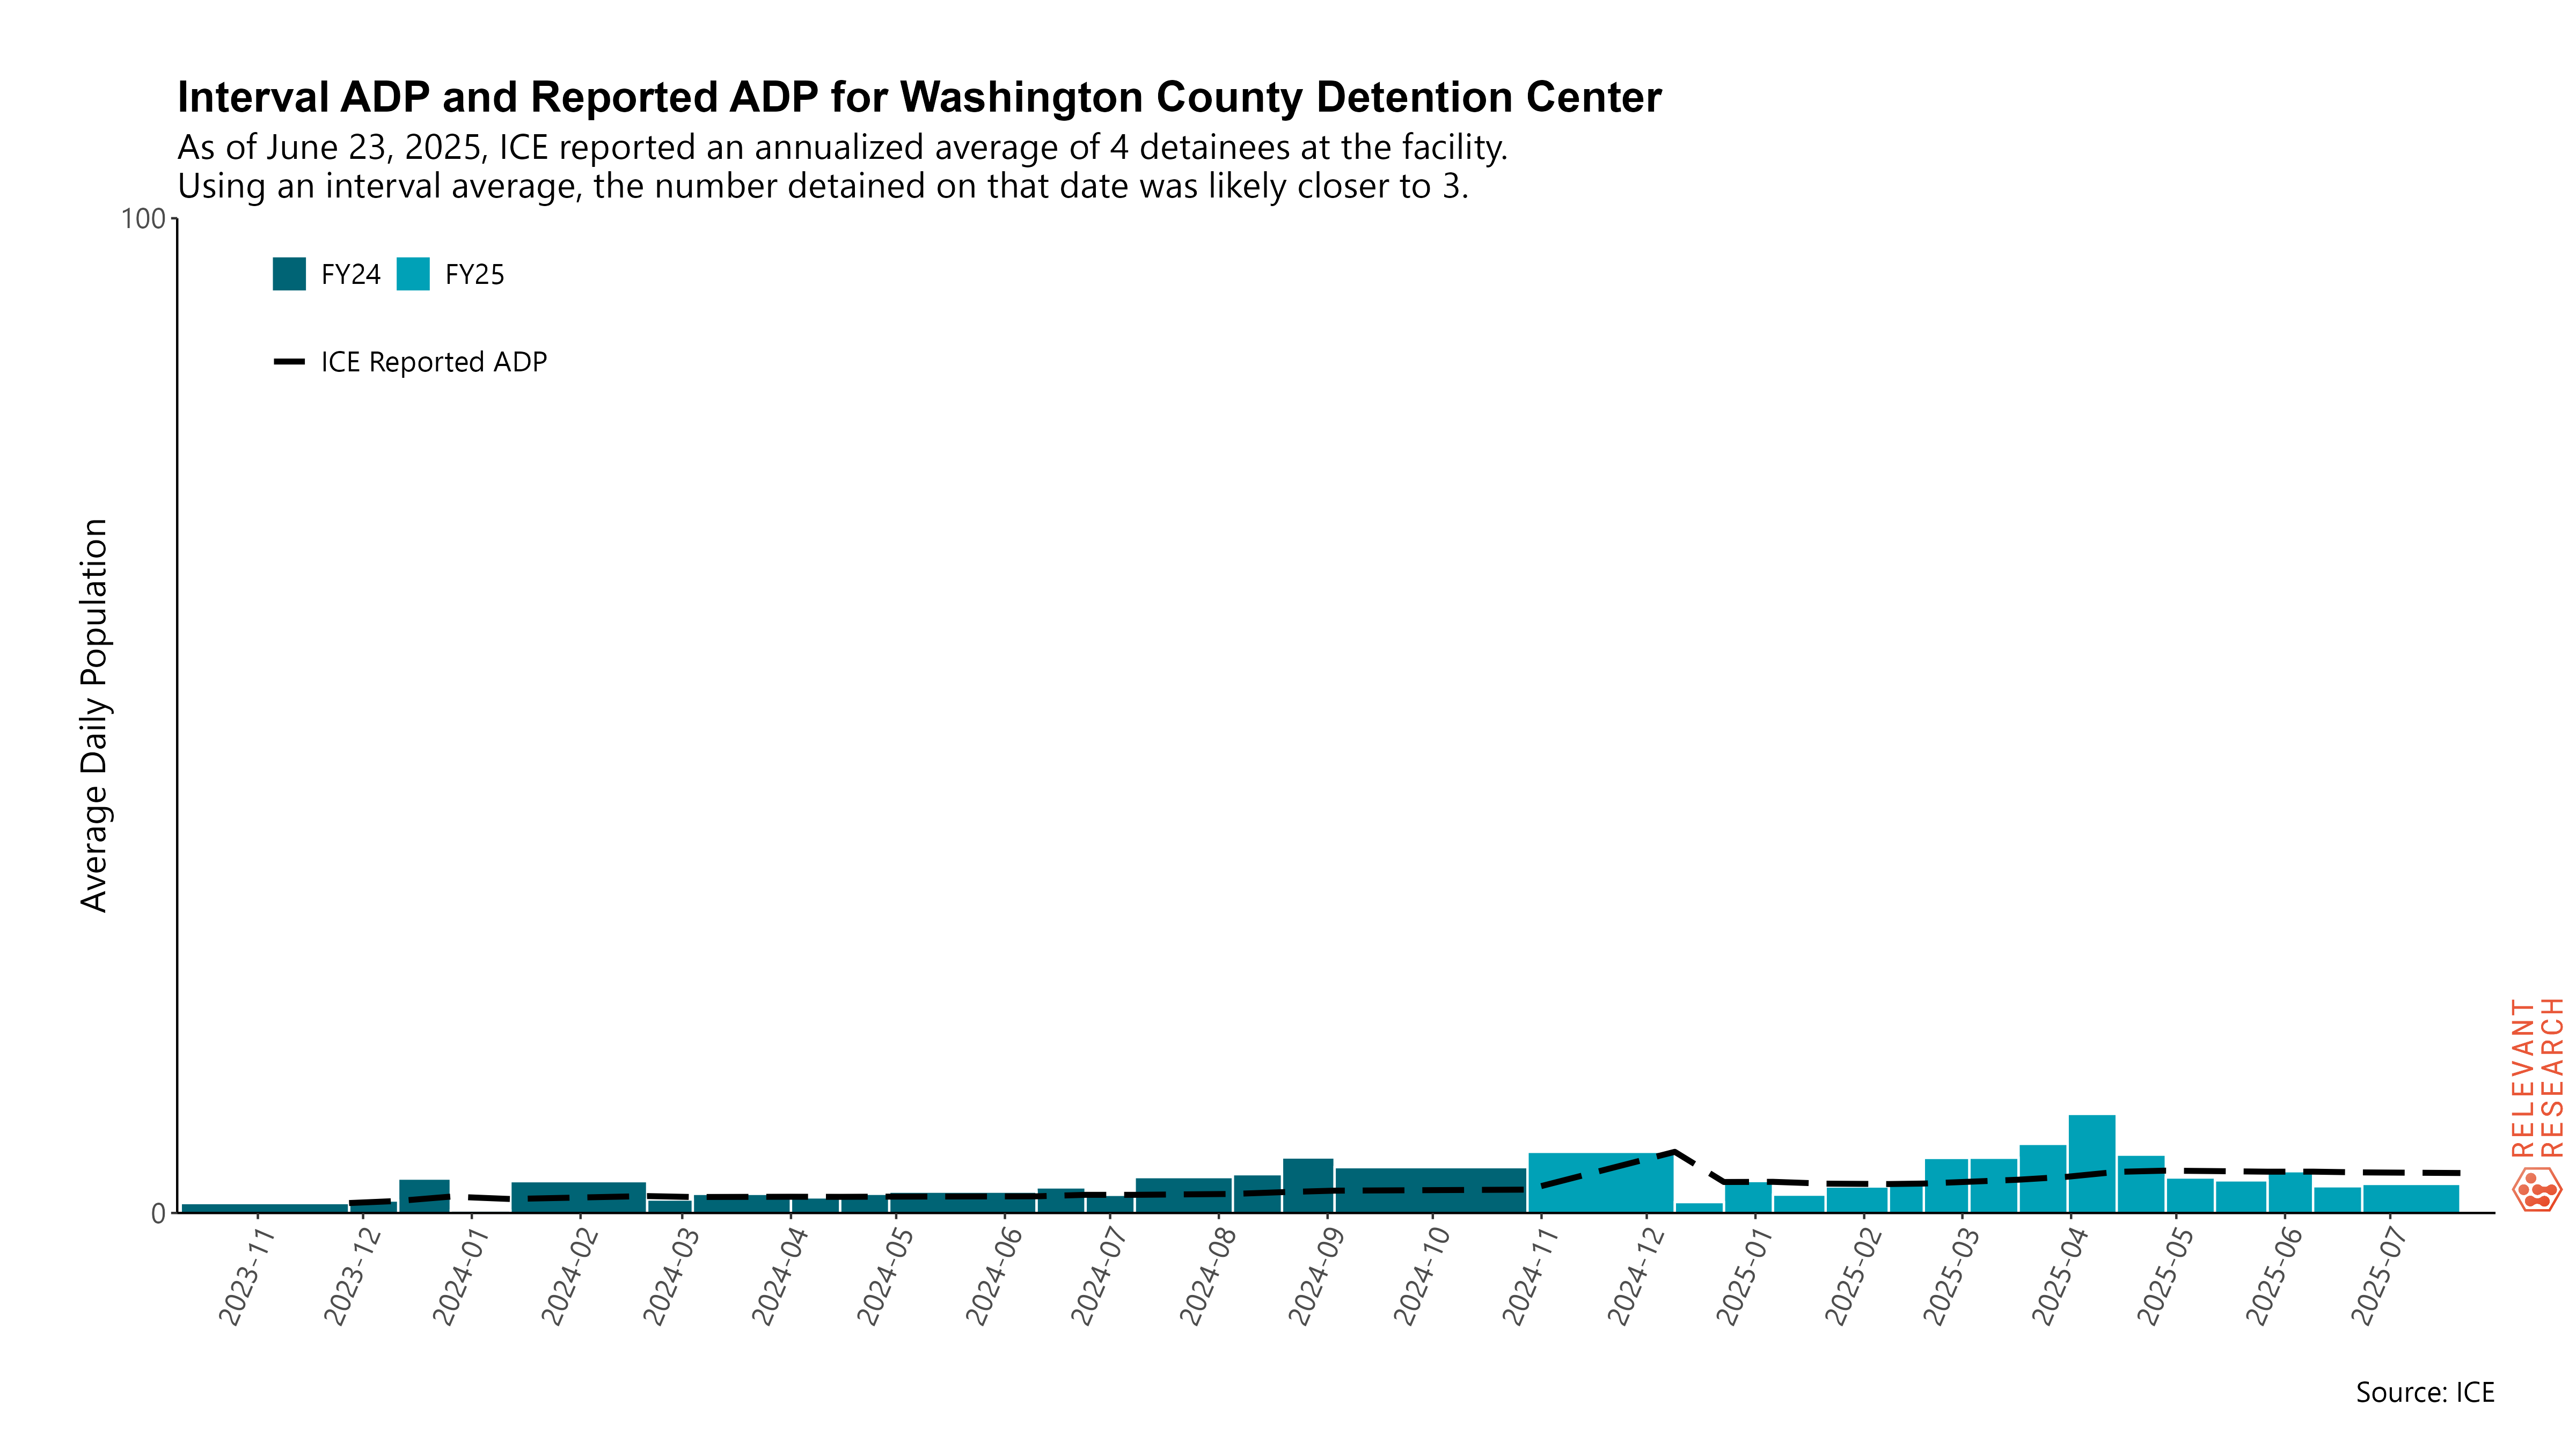 Interval ADP and Reported ADP for Washington County Detention Center
As of June 23, 2025, ICE reported an annualized average of 4 detainees at the facility.
Using an interval average, the number detained on that date was likely closer to 3.
100
FY24
FY25
ICE Reported ADP
Average Daily Population
0
2023-11
2023-12
2024-01
2024-02
2024-03
2024-04
2024-05
2024-06
2024-07
2024-08
2024-09
2024-10
2024-11
2024-12
2025-01
2025-02
2025-03
2025-04
2025-05
2025-06
2025-07
RELEVANT
RESEARCH
Source: ICE